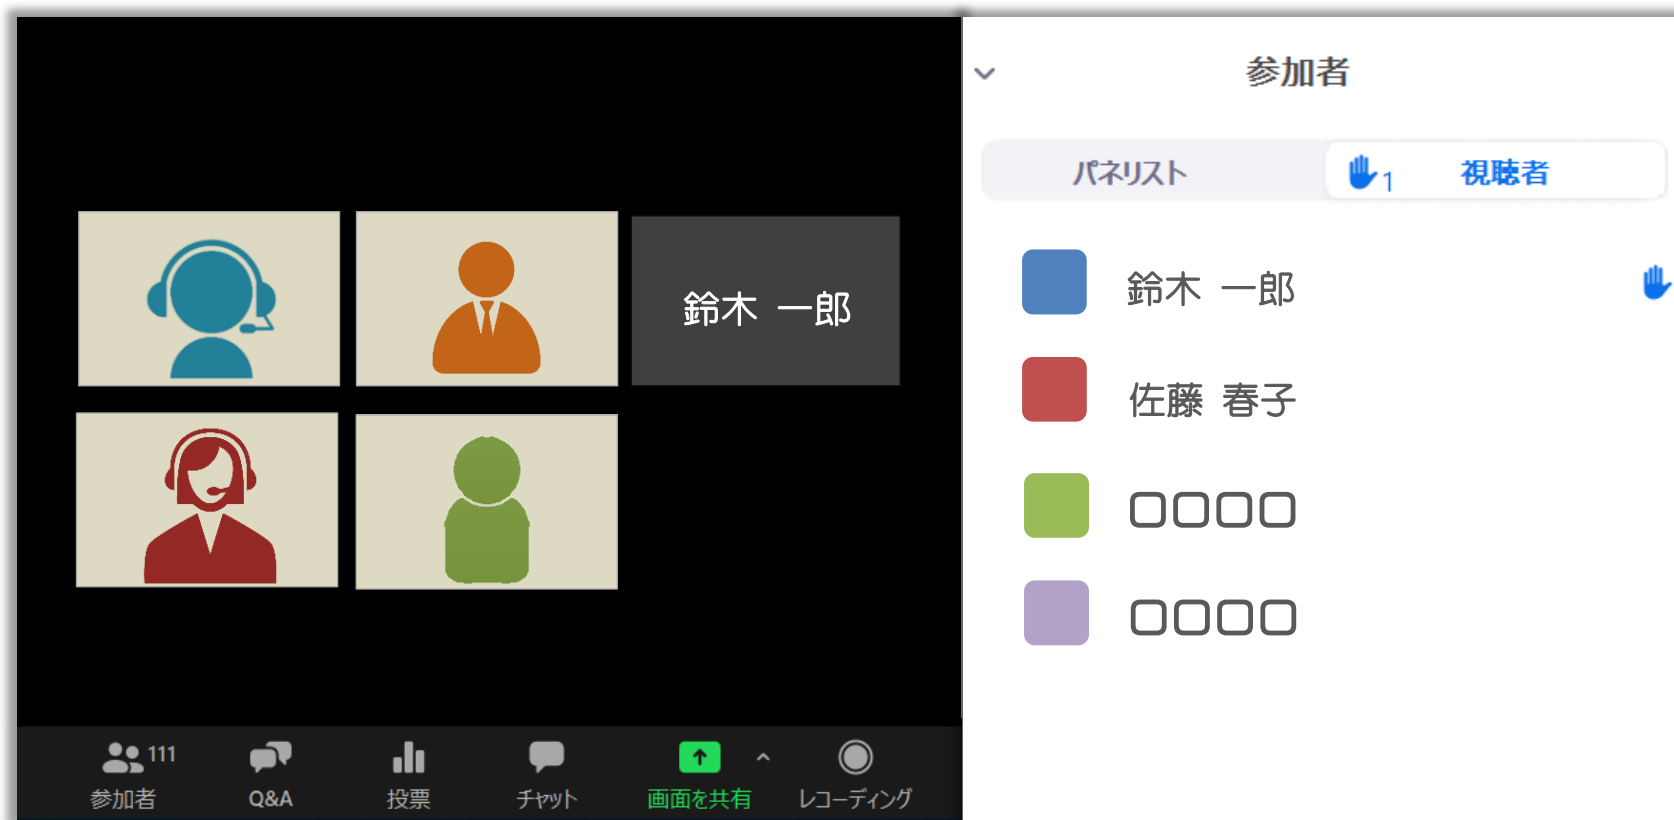 鈴木 一郎
111
参加者
Q&A
投票
チャット
画面を共有
レコーディング
参加者
パネリスト
1
視聴者
鈴木 一郎
佐藤 春子
□□□□
□□□□